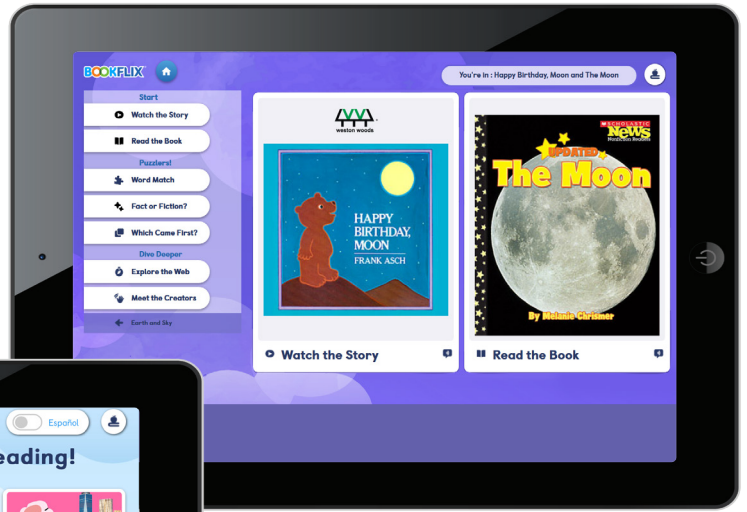 BOOKFLIX
You're in : Happy Birthday, Moon and The Moon
Start
Watch the Story
Read the Book
Puzzlers!
Word Match
Fact or Fiction?
Which Came First?
Dive Deeper
Explore the Web
Meet the Creators
Earth and Sky
weston woods
HAPPY
BIRTHDAY,
MOON
FRANK ASCH
Watch the Story
SCHOLASTIC
News
Nonfiction Readers
UPDATED
The Moon
By Melanie Chrismer
Read the Book
Español
eading!